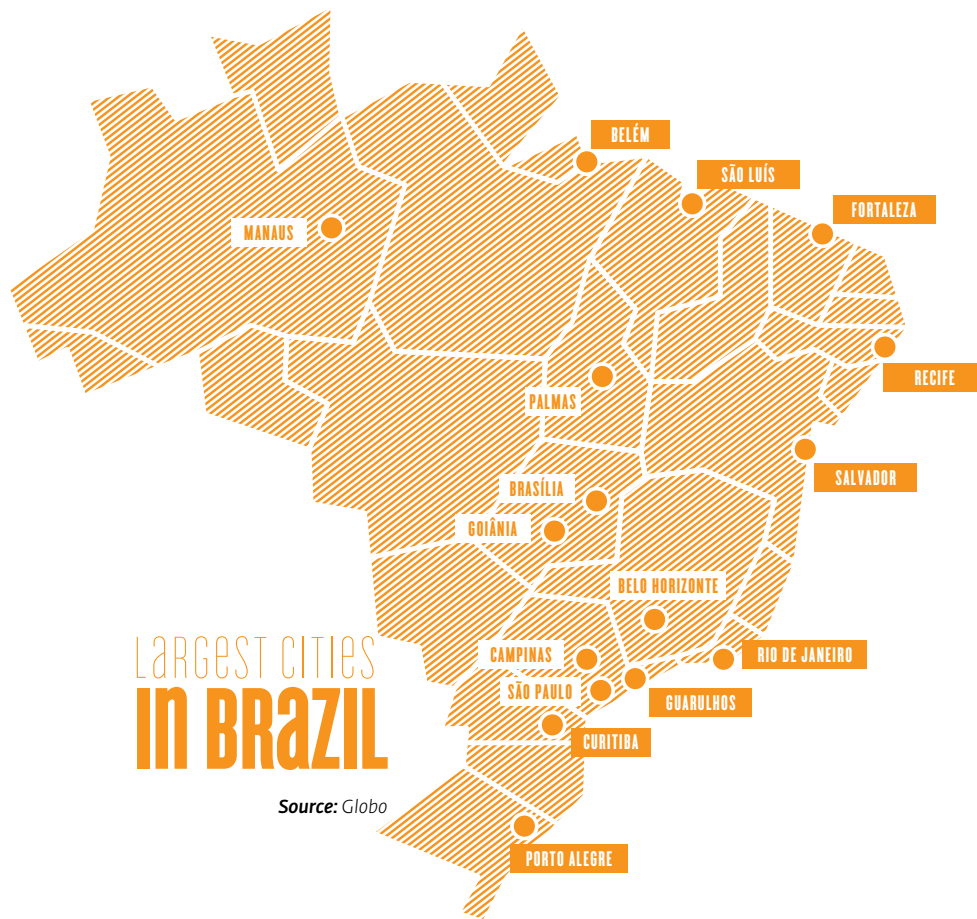 BELÉM
SÃO LUÍS
FORTALEZA
MANAUS
RECIFE
PALMAS
SALVADOR
BRASÍLIA
GOIÂNIA
BELO HORIZONTE
CAMPINAS
RIO DE JANEIRO
SÃO PAULO
GUARULHOS
CURITIBA
LaRGEST CITIES
In BRaZIL
Source: Globo
PORTO ALEGRE